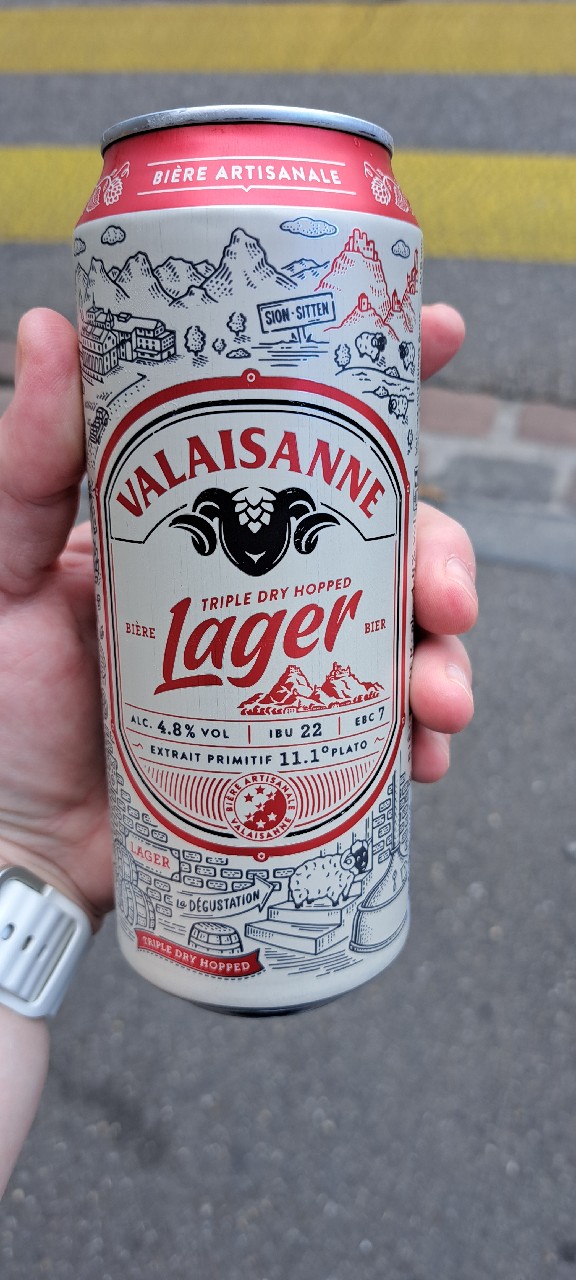 BIÈRE ARTISANALE
SION-SITTEN
VALAISANNE
TRIPLE DRY HOPPED
BIÈRE Lager BIER
ALC. 4.8% VOL | IBU 22 | EBC 7
EXTRAIT PRIMITIF 11.1° PLATO
BIÈRE ARTISANALE
VALAISANNE
LAGER
LA DÉGUSTATION
TRIPLE DRY HOPPED